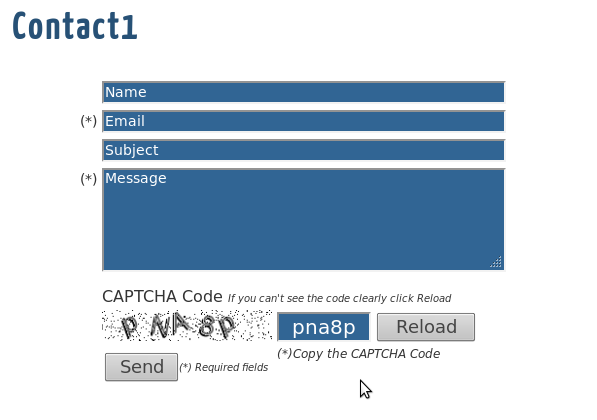 Contact1
Name
(*) Email
Subject
(*) Message
CAPTCHA Code If you can't see the code clearly click Reload
P NA8P pna8p Reload
(*)Copy the CAPTCHA Code
Send (*) Required fields